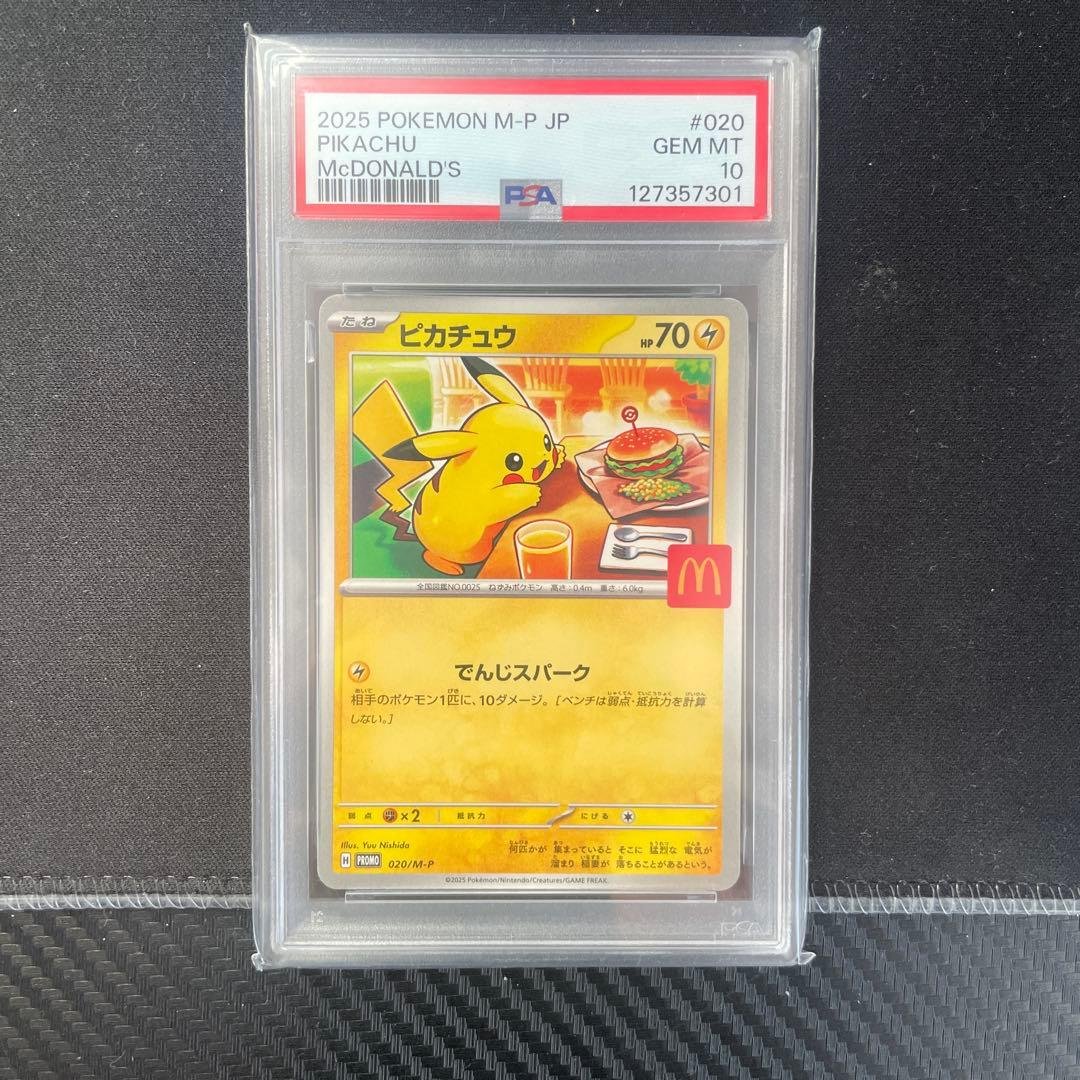 2025 POKEMON M-P JP #020
PIKACHU GEM MT
McDONALD'S 10
PSA 127357301
たね ピカチュウ HP 70
全国図鑑NO.0025 ねずみポケモン 高さ:0.4m 重さ:6.0kg
でんじスパーク
相手のポケモン1匹に、10ダメージ。[ベンチは弱点・抵抗力を計算
しない。]
弱点 ×2 抵抗力 にげる
Illus. Yuu Nishida
何匹かが 集まっていると そこに 猛烈な 電気が
H PROMO 020/M-P 溜まり 稲妻が 落ちることがあるという。
©2025 Pokémon/Nintendo/Creatures/GAME FREAK.